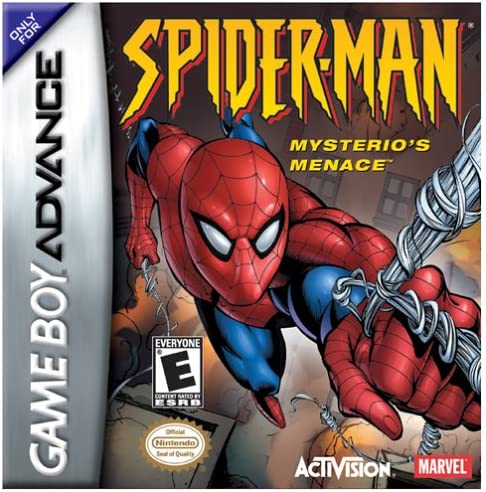 ONLY
FOR
GAME BOY ADVANCE
SPIDER-MAN®
MYSTERIO'S
MENACE™
EVERYONE
E
CONTENT RATED BY
ESRB
Official
Nintendo
Seal of Quality
ACTIVISION
MARVEL